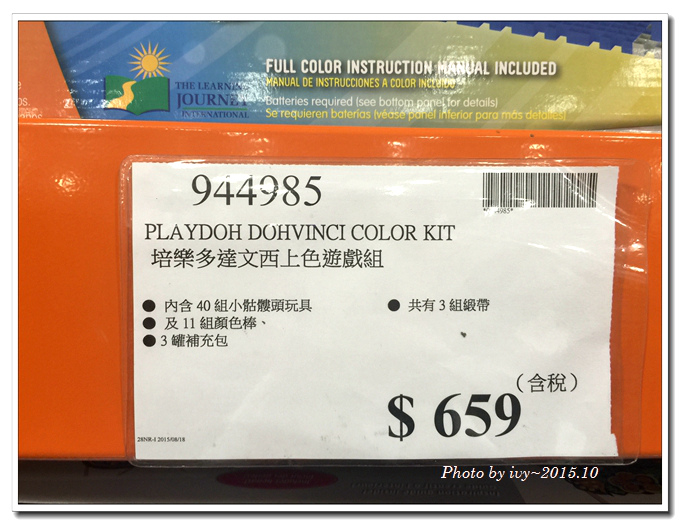 FULL COLOR INSTRUCTION MANUAL INCLUDED
MANUAL DE INSTRUCCIONES A COLOR INCLUIDO
Batteries required (see bottom panel for details)
Se requieren baterías (véase panel inferior para más detalles)
THE LEARNING
JOURNEY
INTERNATIONAL
944985
PLAYDOH DOHVINCI COLOR KIT
培樂多達文西上色遊戲組
● 內含 40 組小骷髏頭玩具
● 共有 3 組緞帶
● 及 11 組顏色棒、
● 3 罐補充包
(含稅)
$ 659
28NR-I 2015/08/18
Photo by ivy~2015.10